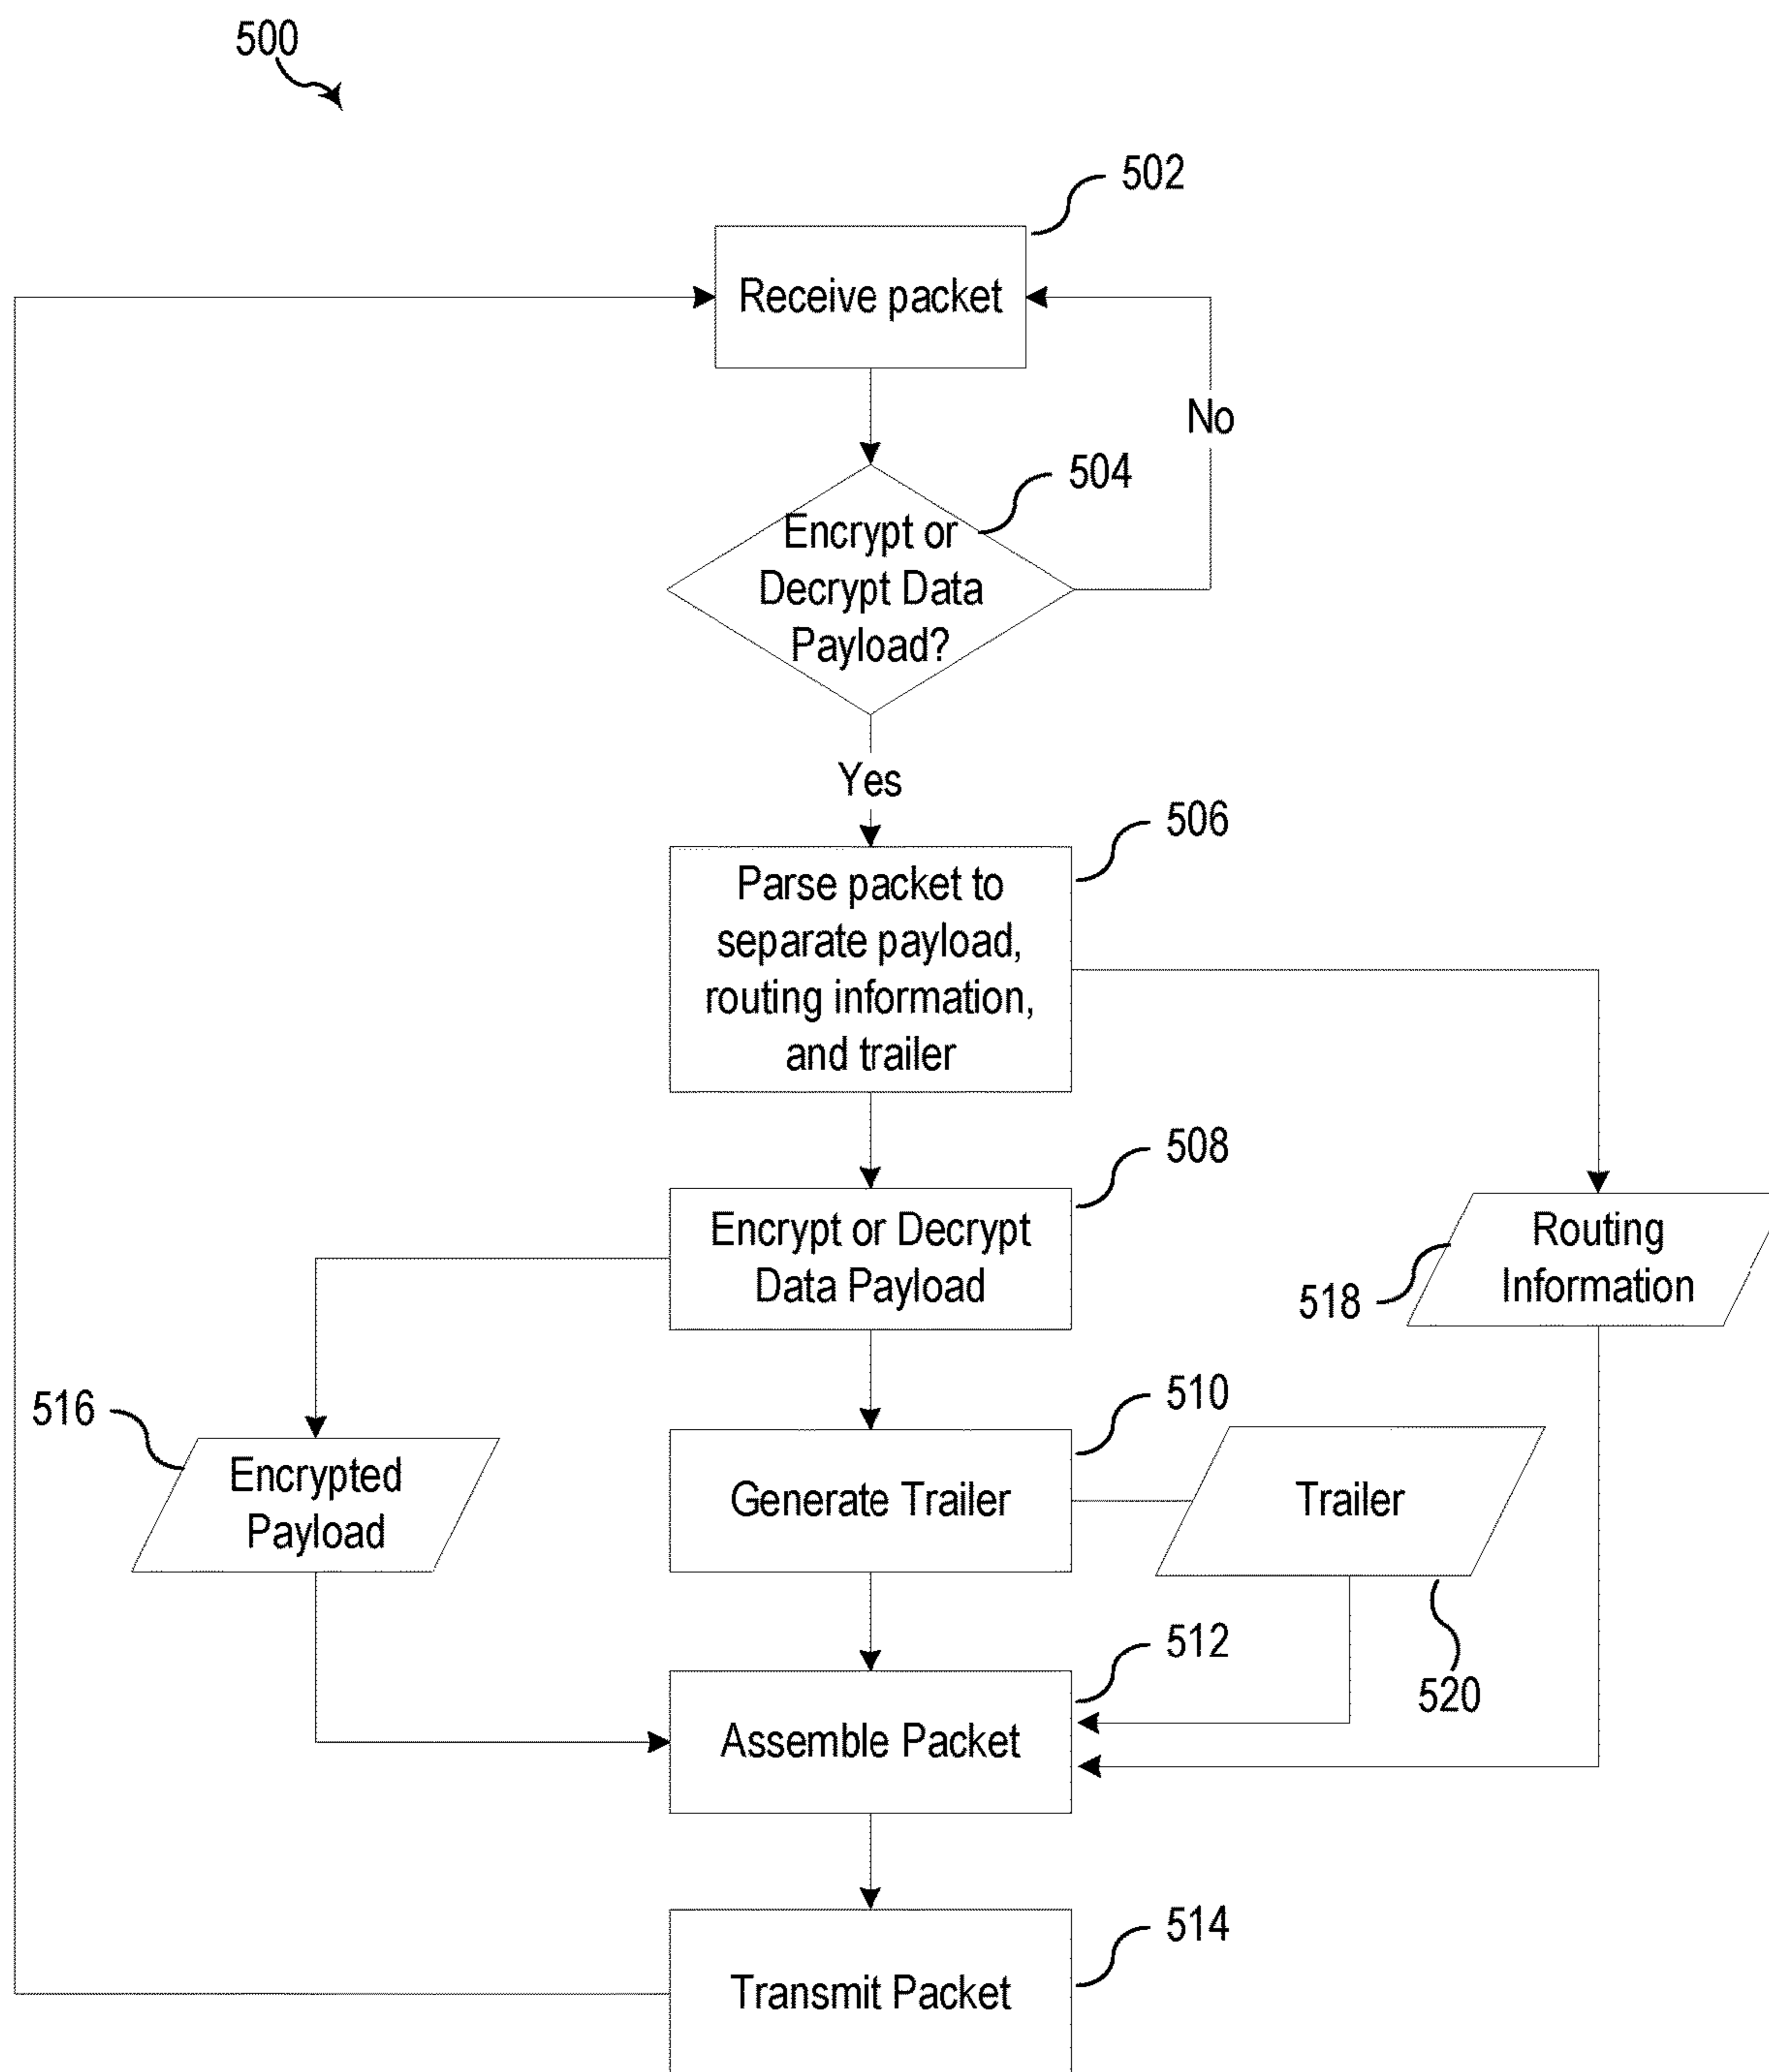 500
502
Receive packet
No
504
Encrypt or
Decrypt Data
Payload?
Yes
506
Parse packet to
separate payload,
routing information,
and trailer
508
Encrypt or Decrypt
Data Payload
Routing
Information
518
510
516
Encrypted
Payload
Generate Trailer
Trailer
512
520
Assemble Packet
514
Transmit Packet